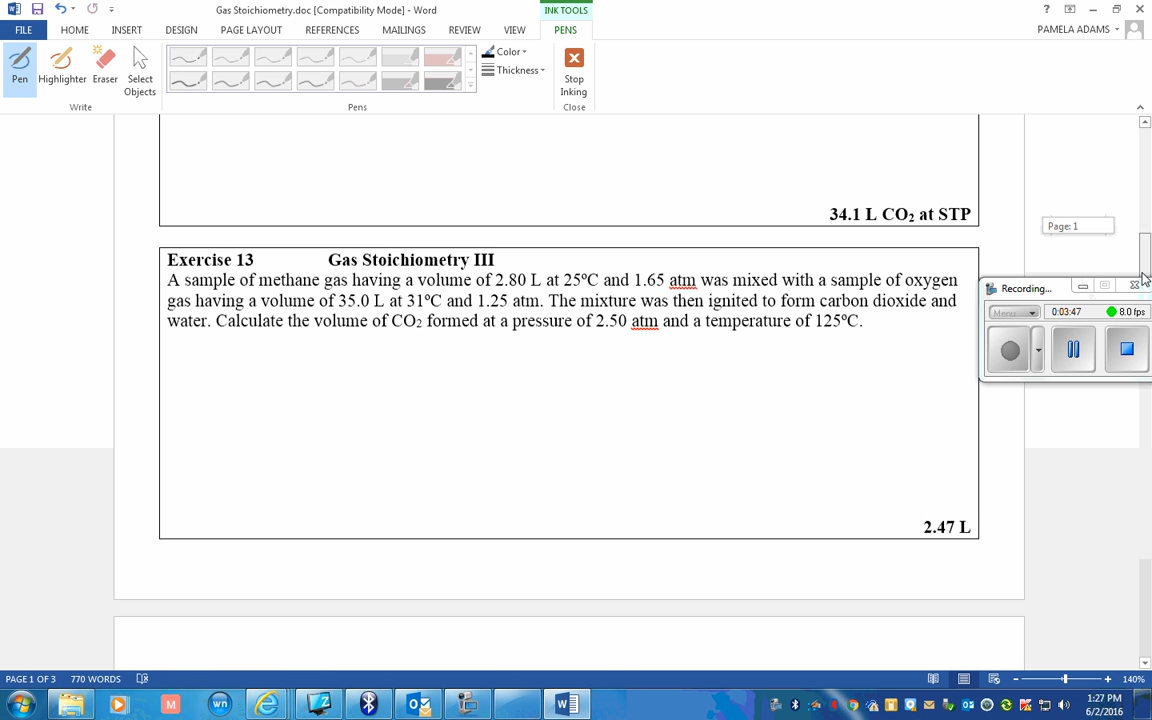 Gas Stoichiometry.doc [Compatibility Mode] - Word
INK TOOLS
FILE HOME INSERT DESIGN PAGE LAYOUT REFERENCES MAILINGS REVIEW VIEW PENS
PAMELA ADAMS
Pen Highlighter Eraser Select Objects
Color
Thickness
Stop Inking
Write Pens Close
34.1 L CO₂ at STP
Page: 1
Exercise 13 Gas Stoichiometry III
A sample of methane gas having a volume of 2.80 L at 25ºC and 1.65 atm was mixed with a sample of oxygen
gas having a volume of 35.0 L at 31ºC and 1.25 atm. The mixture was then ignited to form carbon dioxide and
water. Calculate the volume of CO₂ formed at a pressure of 2.50 atm and a temperature of 125ºC.
2.47 L
Recording...
Menu 0:03:47 8.0 fps
PAGE 1 OF 3 770 WORDS 140%
1:27 PM
6/2/2016